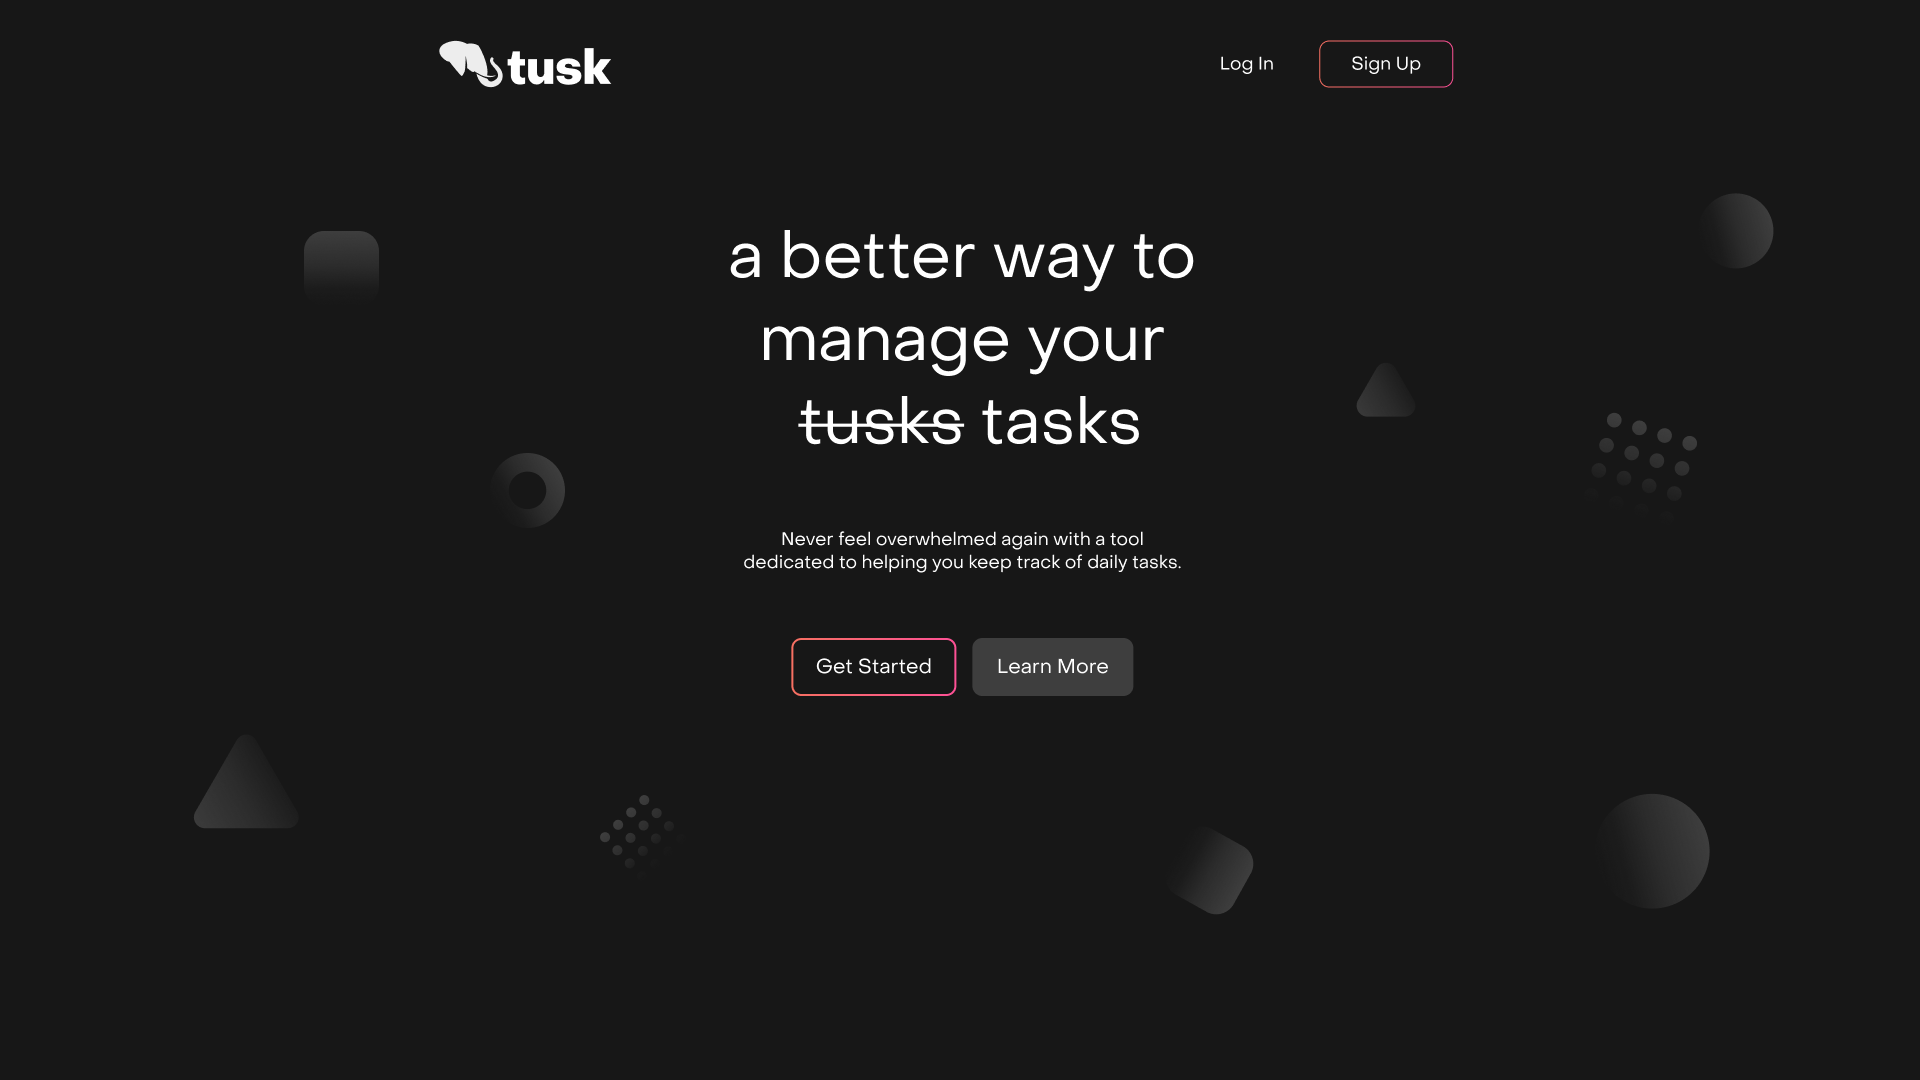 tusk
Log In
Sign Up
a better way to
manage your
tusks tasks
Never feel overwhelmed again with a tool
dedicated to helping you keep track of daily tasks.
Get Started
Learn More